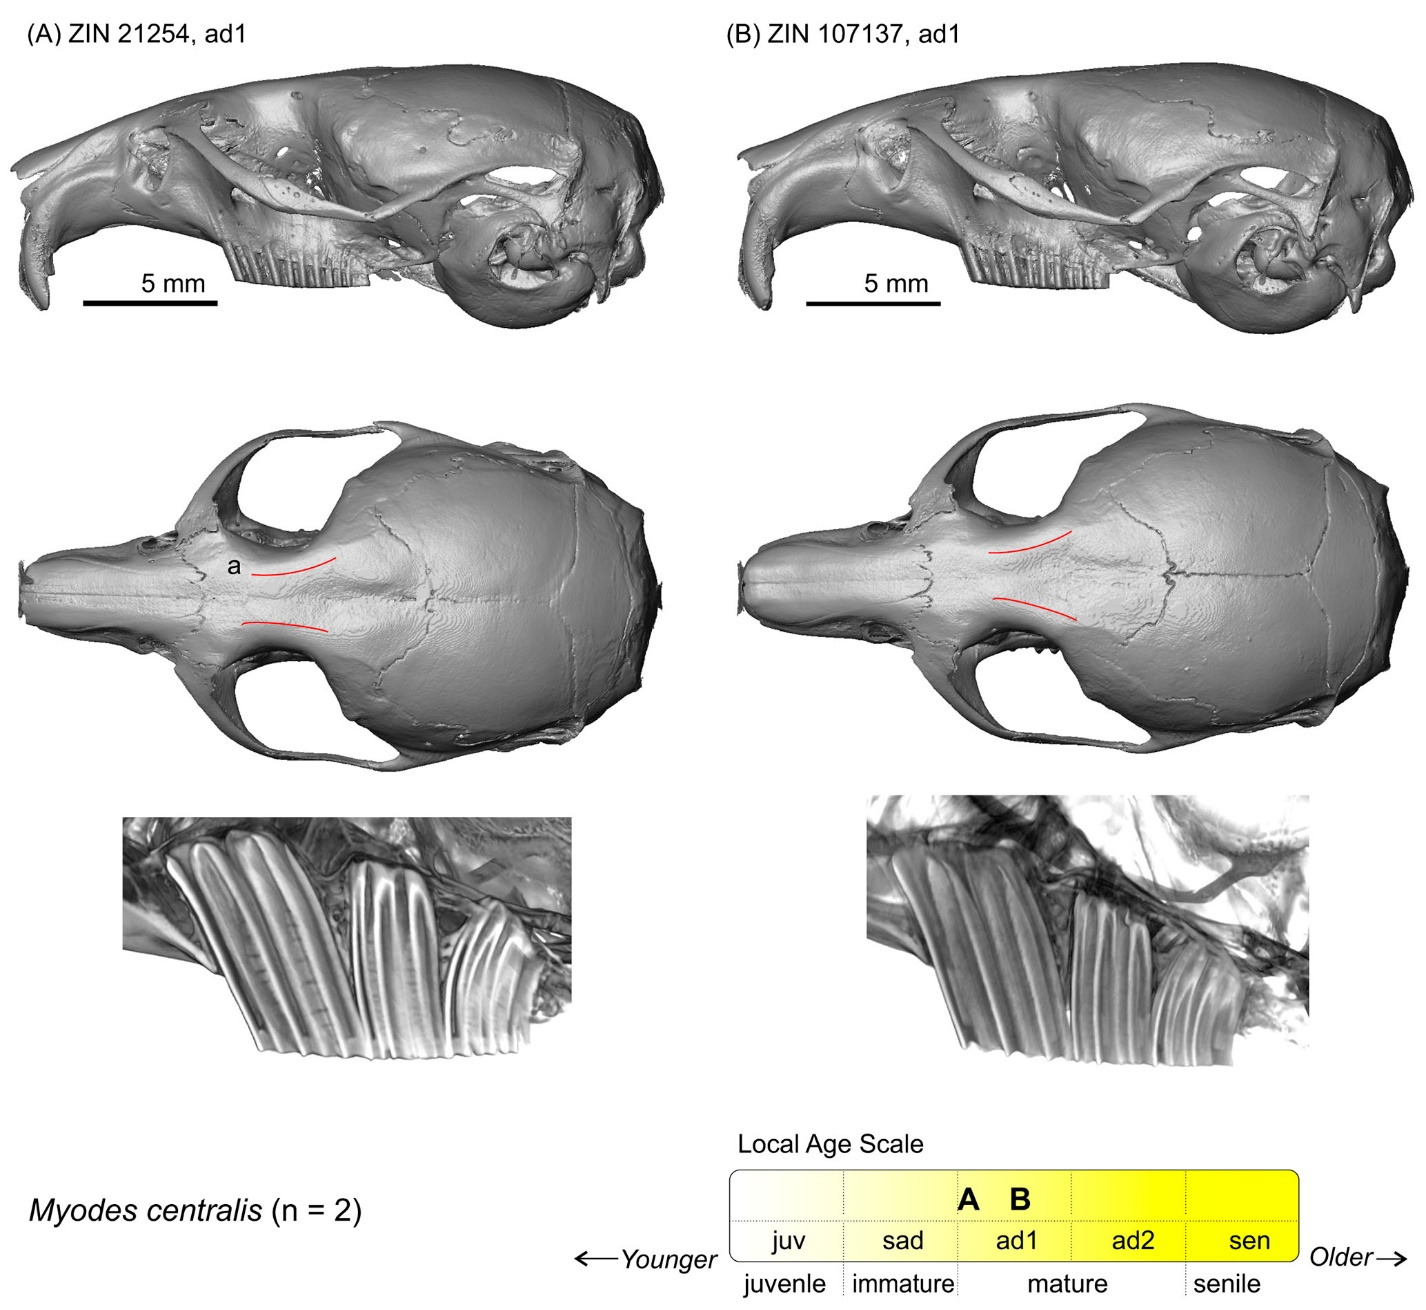 (A) ZIN 21254, ad1
(B) ZIN 107137, ad1
5 mm
5 mm
a
Local Age Scale
A B
Myodes centralis (n = 2)
juv sad ad1 ad2 sen
Younger
Older
juvenle immature mature senile